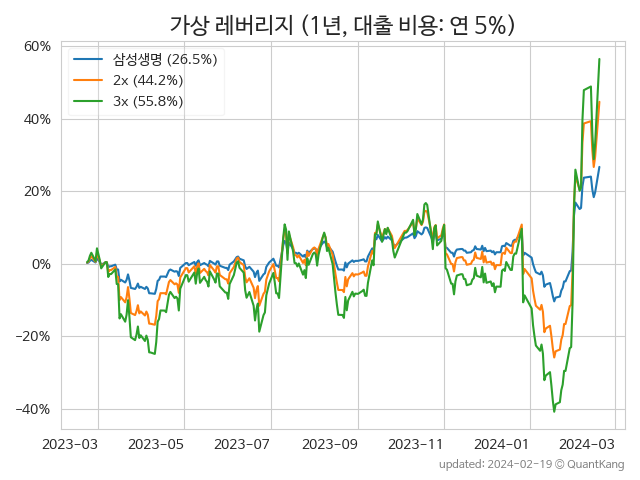 가상 레버리지 (1년, 대출 비용: 연 5%)
삼성생명 (26.5%)
2x (44.2%)
3x (55.8%)
60%
40%
20%
0%
−20%
−40%
2023-03 2023-05 2023-07 2023-09 2023-11 2024-01 2024-03
updated: 2024-02-19 © QuantKang